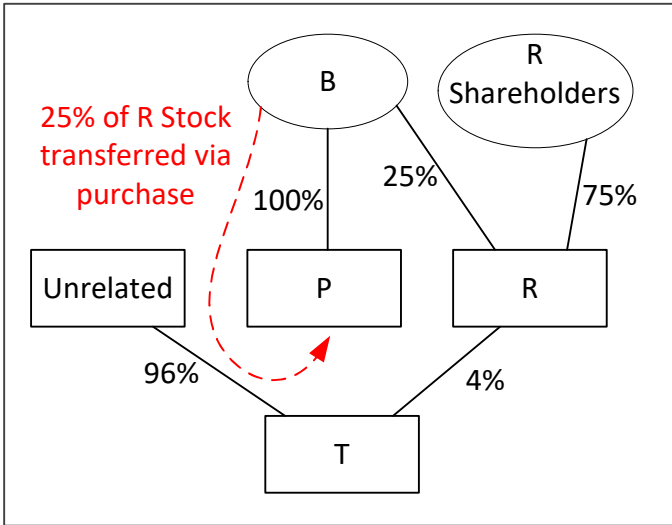 B
R
Shareholders
25% of R Stock
transferred via
purchase
100%
25%
75%
Unrelated
P
R
96%
4%
T